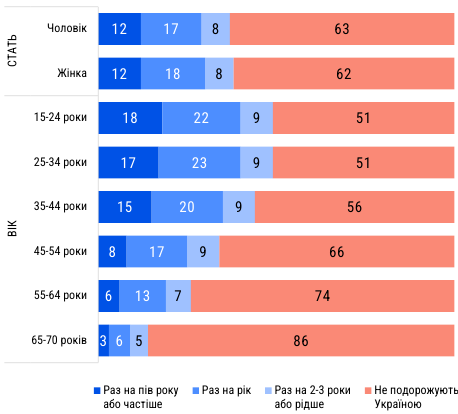 СТАТЬ
Чоловік 12 17 8 63
Жінка 12 18 8 62
ВІК
15-24 роки 18 22 9 51
25-34 роки 17 23 9 51
35-44 роки 15 20 9 56
45-54 роки 8 17 9 66
55-64 роки 6 13 7 74
65-70 років 3 6 5 86
Раз на пів року або частіше
Раз на рік
Раз на 2-3 роки або рідше
Не подорожують Україною